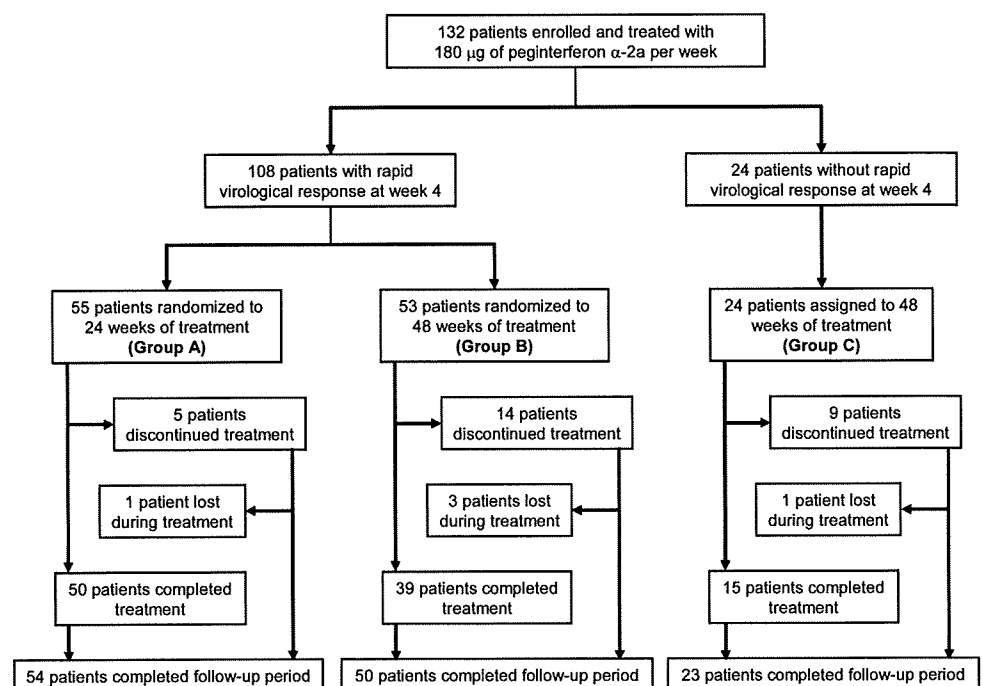 132 patients enrolled and treated with
180 µg of peginterferon α-2a per week
108 patients with rapid
virological response at week 4
24 patients without rapid
virological response at week 4
55 patients randomized to
24 weeks of treatment
(Group A)
53 patients randomized to
48 weeks of treatment
(Group B)
24 patients assigned to 48
weeks of treatment
(Group C)
5 patients
discontinued treatment
14 patients
discontinued treatment
9 patients
discontinued treatment
1 patient lost
during treatment
3 patients lost
during treatment
1 patient lost
during treatment
50 patients completed
treatment
39 patients completed
treatment
15 patients completed
treatment
54 patients completed follow-up period
50 patients completed follow-up period
23 patients completed follow-up period